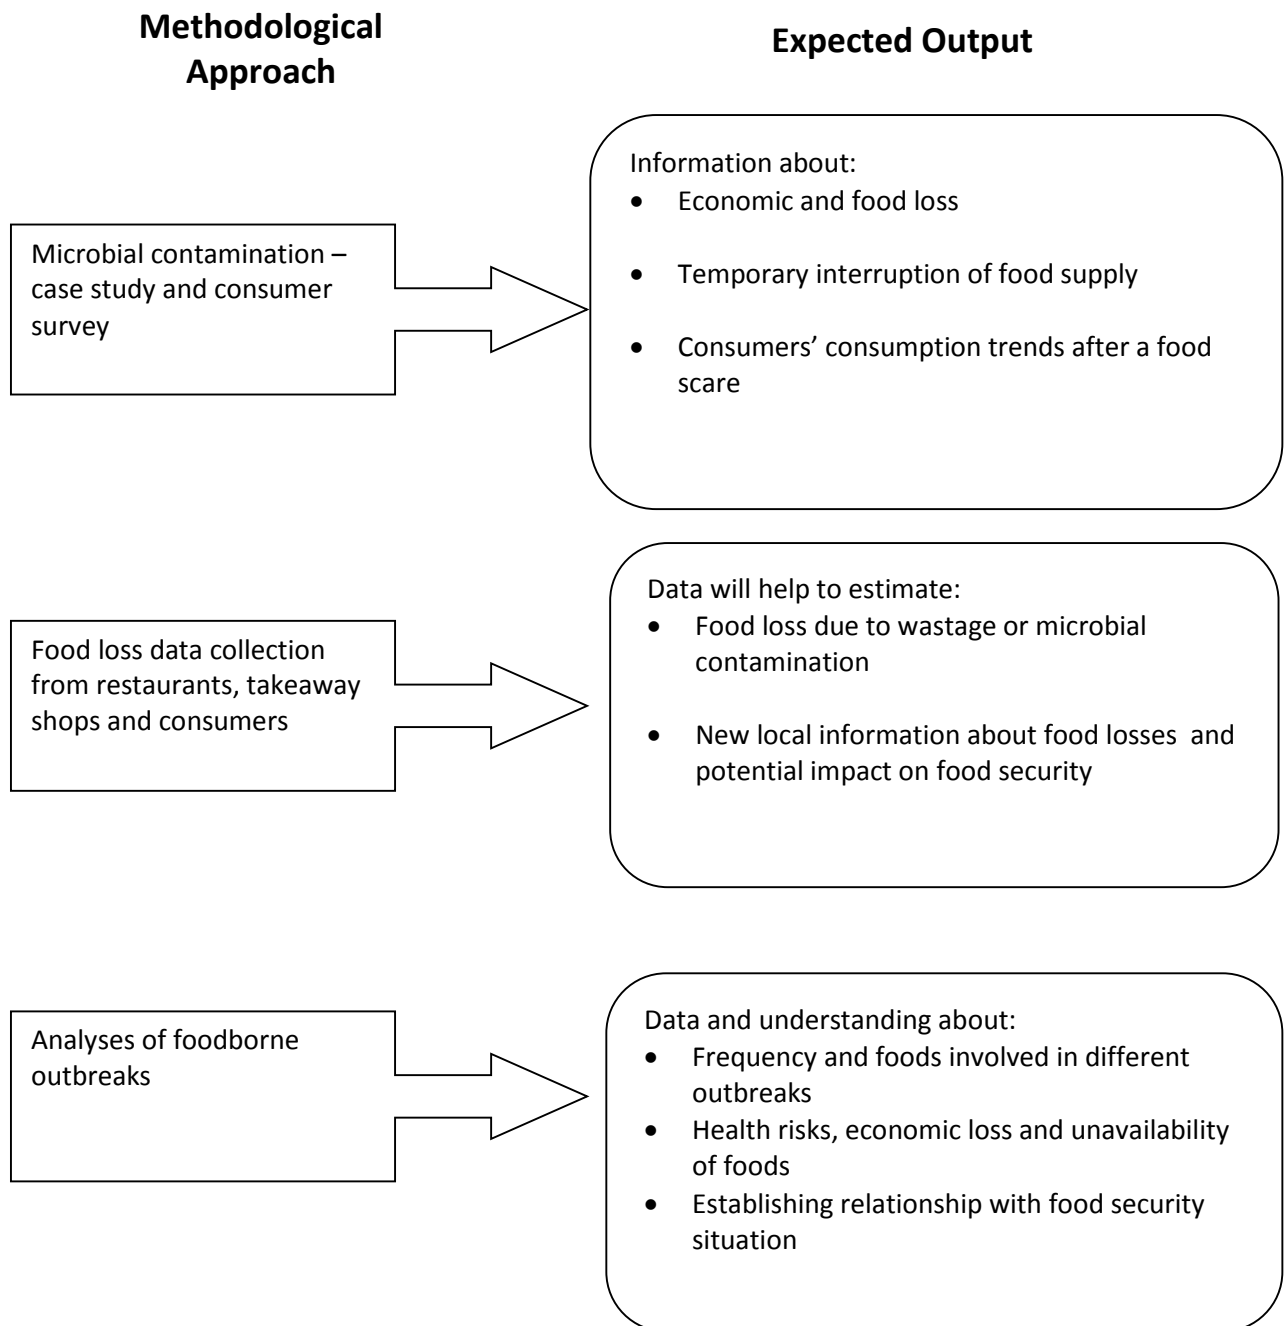 Methodological
Approach
Expected Output
Microbial contamination –
case study and consumer
survey
Information about:
• Economic and food loss
• Temporary interruption of food supply
• Consumers’ consumption trends after a food
scare
Food loss data collection
from restaurants, takeaway
shops and consumers
Data will help to estimate:
• Food loss due to wastage or microbial
contamination
• New local information about food losses  and
potential impact on food security
Analyses of foodborne
outbreaks
Data and understanding about:
• Frequency and foods involved in different
outbreaks
• Health risks, economic loss and unavailability
of foods
• Establishing relationship with food security
situation